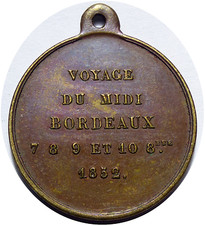 VOYAGE
DU MIDI
BORDEAUX
7 8 9 ET 10 8.BRE
1852.